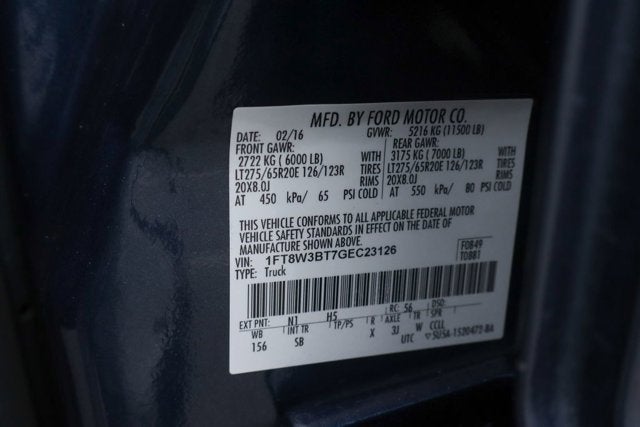 MFD. BY FORD MOTOR CO.
DATE: 02/16 GVWR: 5216 KG (11500 LB)
FRONT GAWR: REAR GAWR:
2722 KG ( 6000 LB) WITH 3175 KG ( 7000 LB) WITH
LT275/65R20E 126/123R TIRES LT275/65R20E 126/123R TIRES
20X8.0J RIMS 20X8.0J RIMS
AT 450 kPa/ 65 PSI COLD AT 550 kPa/ 80 PSI COLD
THIS VEHICLE CONFORMS TO ALL APPLICABLE FEDERAL MOTOR
VEHICLE SAFETY STANDARDS IN EFFECT ON THE DATE OF
MANUFACTURE SHOWN ABOVE.
VIN: 1FT8W3BT7GEC23126 F0849
TYPE: Truck T0BB1
EXT PNT: N1 H5 RC: 56 DSO:
WB INT TR TP/PS R AXLE TR SPR
156 SB X 3J W CCLL
UTC